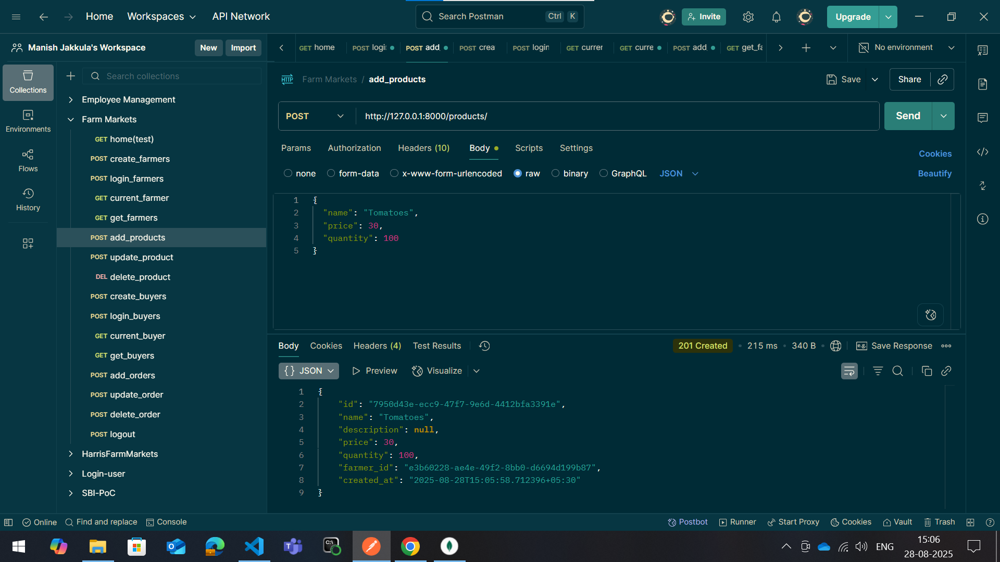 Home
Workspaces
API Network
Search Postman
Ctrl K
Invite
Upgrade
Manish Jakkula's Workspace
New
Import
GET home
POST logi
POST add_
POST crea
POST login
GET currer
GET curre
POST add_
GET get_fa
No environment
Collections
Environments
Flows
History
Search collections
Employee Management
Farm Markets
GET home(test)
POST create_farmers
POST login_farmers
GET current_farmer
GET get_farmers
POST add_products
POST update_product
DEL delete_product
POST create_buyers
POST login_buyers
GET current_buyer
GET get_buyers
POST add_orders
POST update_order
POST delete_order
POST logout
HarrisFarmMarkets
Login-user
SBI-PoC
HTTP Farm Markets / add_products
Save
Share
POST
http://127.0.0.1:8000/products/
Send
Params
Authorization
Headers (10)
Body
Scripts
Settings
Cookies
none
form-data
x-www-form-urlencoded
raw
binary
GraphQL
JSON
Beautify
1 {
2 "name": "Tomatoes",
3 "price": 30,
4 "quantity": 100
5 }
Body
Cookies
Headers (4)
Test Results
201 Created
215 ms
340 B
e.g. Save Response
{} JSON
Preview
Visualize
1 {
2 "id": "7950d43e-ecc9-47f7-9e6d-4412bfa3391e",
3 "name": "Tomatoes",
4 "description": null,
5 "price": 30,
6 "quantity": 100,
7 "farmer_id": "e3b60228-ae4e-49f2-8bb0-d6694d199b87",
8 "created_at": "2025-08-28T15:05:58.712396+05:30"
9 }
Online
Find and replace
Console
Postbot
Runner
Start Proxy
Cookies
Vault
Trash
ENG
15:06
28-08-2025